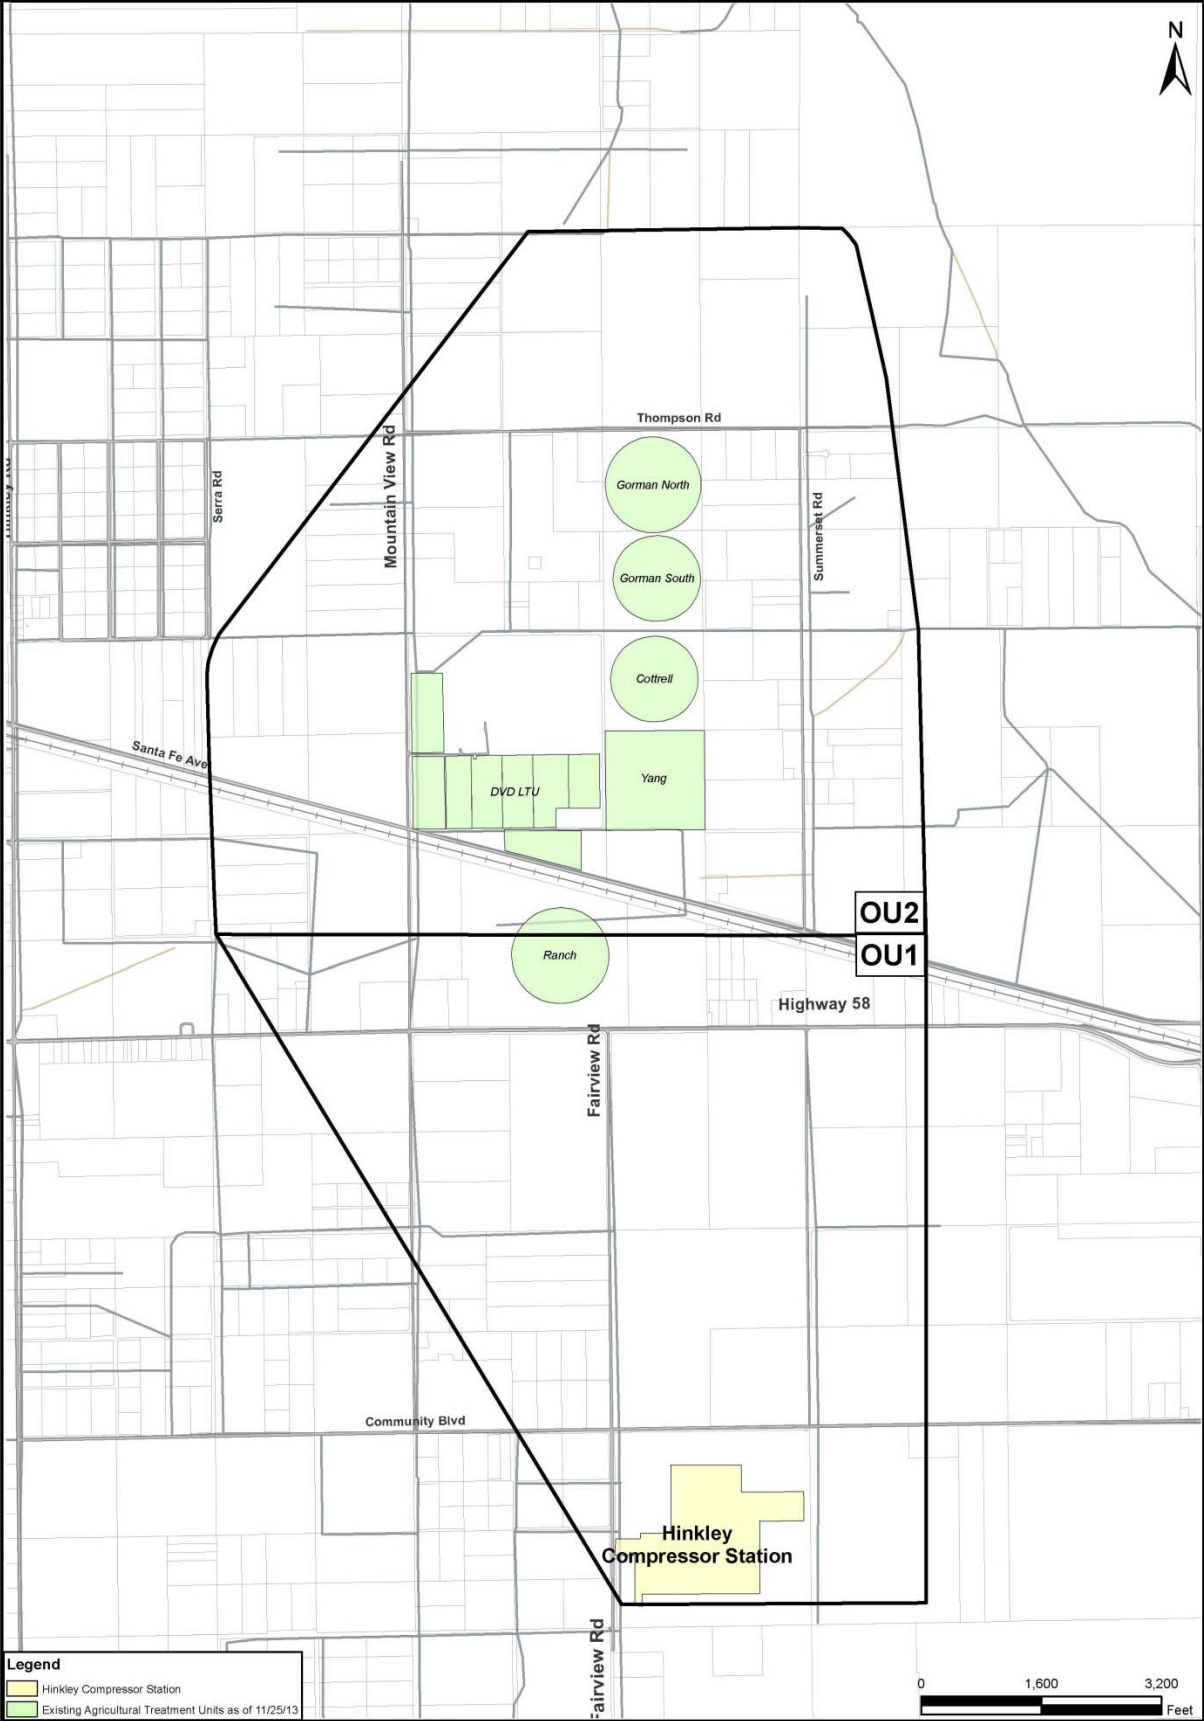 N
Thompson Rd
Mountain View Rd
Serra Rd
Gorman North
Summerset Rd
Gorman South
Cottrell
Santa Fe Ave
Yang
DVD LTU
OU2
OU1
Ranch
Highway 58
Fairview Rd
Community Blvd
Hinkley
Compressor Station
Fairview Rd
Legend
Hinkley Compressor Station
Existing Agricultural Treatment Units as of 11/25/13
0 1,600 3,200
Feet